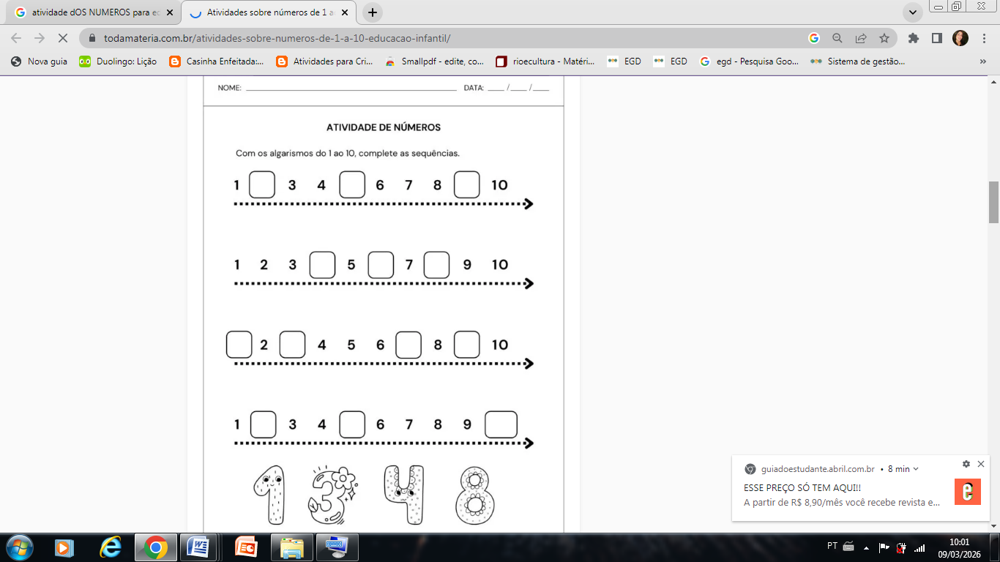 atividade dOS NUMEROS para ec
Atividades sobre números de 1 a
todamateria.com.br/atividades-sobre-numeros-de-1-a-10-educacao-infantil/
Nova guia
Duolingo: Lição
Casinha Enfeitada:...
Atividades para Cri...
Smallpdf - edite, co...
rioecultura - Matéri...
EGD
EGD
egd - Pesquisa Goo...
Sistema de gestão...
»
NOME: ____ DATA: ____ /____ /____
ATIVIDADE DE NÚMEROS
Com os algarismos do 1 ao 10, complete as sequências.
1 3 4 6 7 8 10
1 2 3 5 7 9 10
2 4 5 6 8 10
1 3 4 6 7 8 9
1 3 4 8
guiadoestudante.abril.com.br • 8 min
ESSE PREÇO SÓ TEM AQUI!!
A partir de R$ 8,90/mês você recebe revista e...
PT
10:01
09/03/2026